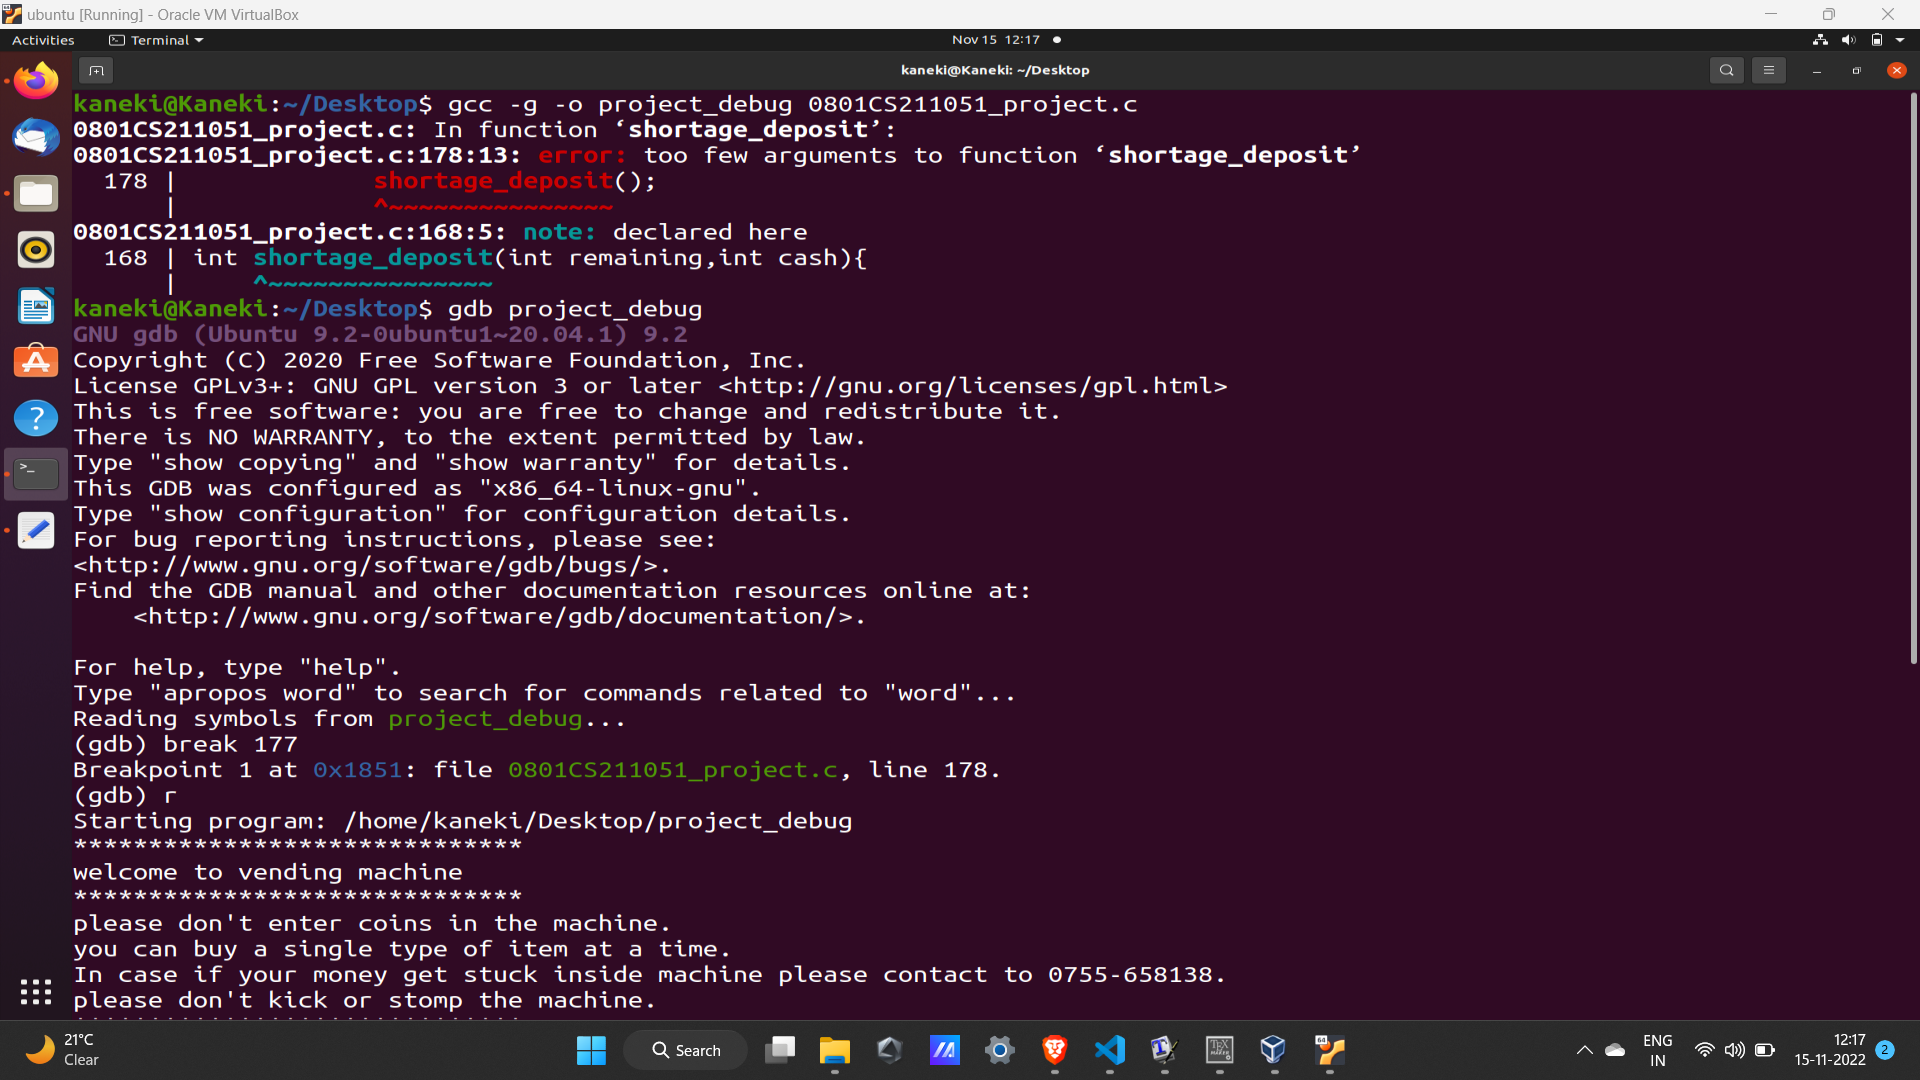 ubuntu [Running] - Oracle VM VirtualBox
Activities
Terminal
Nov 15 12:17
kaneki@Kaneki: ~/Desktop
kaneki@Kaneki:~/Desktop$ gcc -g -o project_debug 0801CS211051_project.c
0801CS211051_project.c: In function ‘shortage_deposit’:
0801CS211051_project.c:178:13: error: too few arguments to function ‘shortage_deposit’
  178 |             shortage_deposit();
      |             ^~~~~~~~~~~~~~~~
0801CS211051_project.c:168:5: note: declared here
  168 | int shortage_deposit(int remaining,int cash){
      |     ^~~~~~~~~~~~~~~~
kaneki@Kaneki:~/Desktop$ gdb project_debug
GNU gdb (Ubuntu 9.2-0ubuntu1~20.04.1) 9.2
Copyright (C) 2020 Free Software Foundation, Inc.
License GPLv3+: GNU GPL version 3 or later <http://gnu.org/licenses/gpl.html>
This is free software: you are free to change and redistribute it.
There is NO WARRANTY, to the extent permitted by law.
Type "show copying" and "show warranty" for details.
This GDB was configured as "x86_64-linux-gnu".
Type "show configuration" for configuration details.
For bug reporting instructions, please see:
<http://www.gnu.org/software/gdb/bugs/>.
Find the GDB manual and other documentation resources online at:
    <http://www.gnu.org/software/gdb/documentation/>.
For help, type "help".
Type "apropos word" to search for commands related to "word"...
Reading symbols from project_debug...
(gdb) break 177
Breakpoint 1 at 0x1851: file 0801CS211051_project.c, line 178.
(gdb) r
Starting program: /home/kaneki/Desktop/project_debug
******************************
welcome to vending machine
******************************
please don't enter coins in the machine.
you can buy a single type of item at a time.
In case if your money get stuck inside machine please contact to 0755-658138.
please don't kick or stomp the machine.
21°C
Clear
Search
ENG
IN
12:17
15-11-2022
2